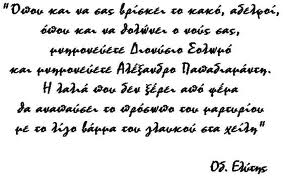 "Όπου και να σας βρίσκει το κακό, αδελφοί,
όπου και να θολώνει ο νούς σας,
μνημονεύετε Διονύσιο Σολωμό
και μνημονεύετε Αλέξανδρο Παπαδιαμάντη.
Η λαλιά που δεν ξέρει από ψέμα
θα αναπαύσει το πρόσωπο του μαρτυρίου
με το λίγο βάμμα του γλαυκού στα χείλη"
Οδ. Ελύτης